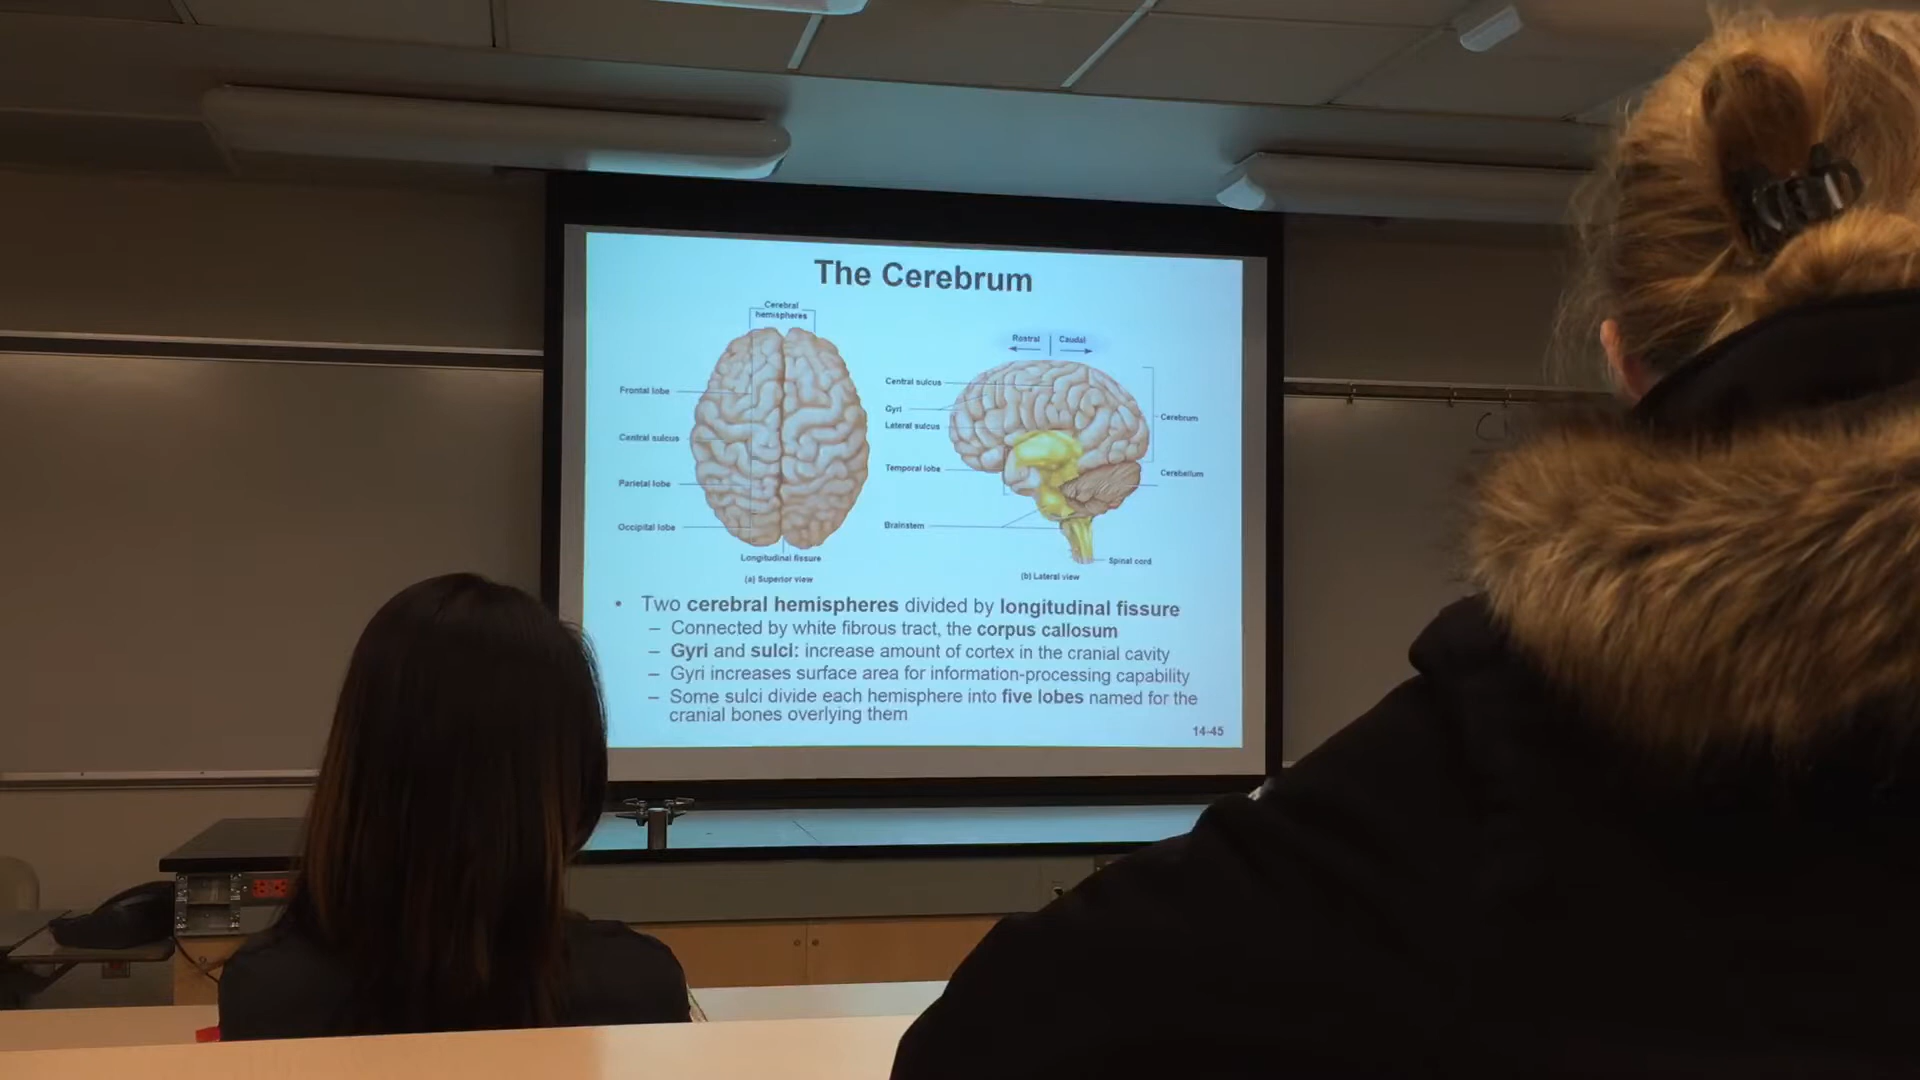 The Cerebrum
Cerebral
hemispheres
Frontal lobe
Central sulcus
Parietal lobe
Occipital lobe
Longitudinal fissure
(a) Superior view
Rostral
Caudal
Central sulcus
Gyri
Lateral sulcus
Temporal lobe
Brainstem
Cerebrum
Cerebellum
Spinal cord
(b) Lateral view
• Two cerebral hemispheres divided by longitudinal fissure
– Connected by white fibrous tract, the corpus callosum
– Gyri and sulci: increase amount of cortex in the cranial cavity
– Gyri increases surface area for information-processing capability
– Some sulci divide each hemisphere into five lobes named for the
cranial bones overlying them
14-45